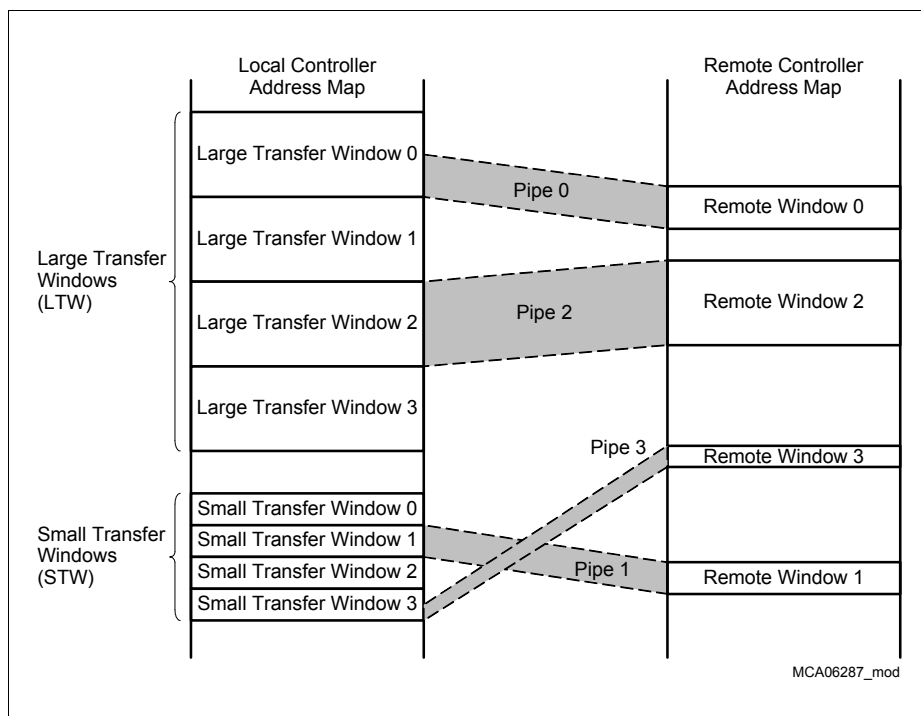 Local Controller
Address Map
Remote Controller
Address Map
Large Transfer
Windows
(LTW)
Large Transfer Window 0
Large Transfer Window 1
Large Transfer Window 2
Large Transfer Window 3
Pipe 0
Pipe 2
Remote Window 0
Remote Window 2
Small Transfer
Windows
(STW)
Small Transfer Window 0
Small Transfer Window 1
Small Transfer Window 2
Small Transfer Window 3
Pipe 3
Pipe 1
Remote Window 3
Remote Window 1
MCA06287_mod